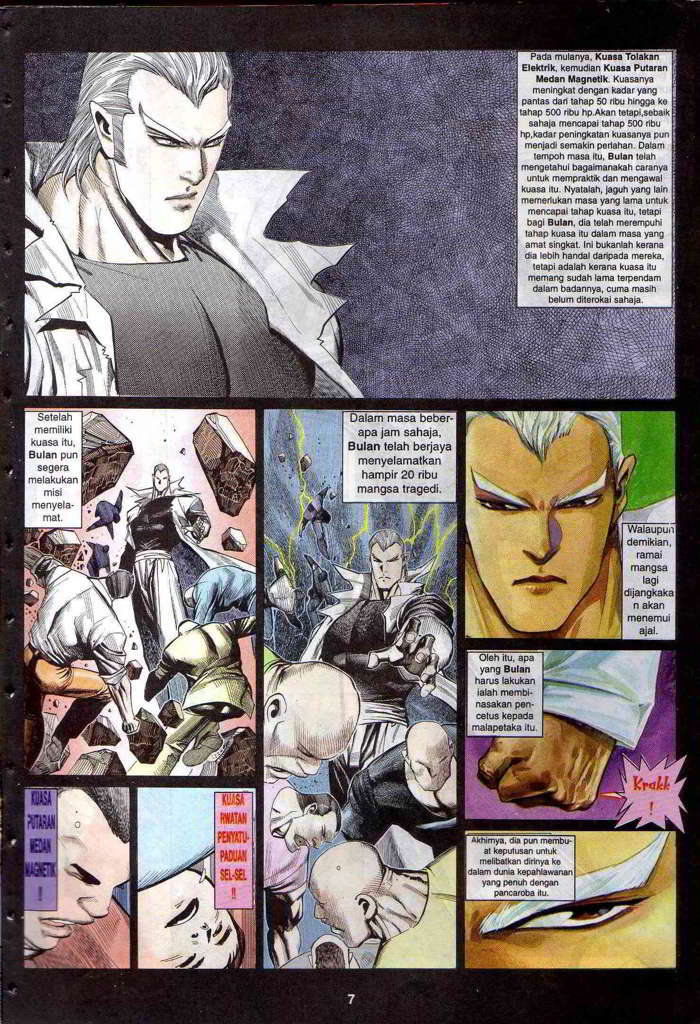 Pada mulanya, Kuasa Tolakan
Elektrik, kemudian Kuasa Putaran
Medan Magnetik. Kuasanya
meningkat dengan kadar yang
pantas dari tahap 50 ribu hingga ke
tahap 500 ribu hp.Akan tetapi,sebaik
sahaja mencapai tahap 500 ribu
hp,kadar peningkatan kuasanya pun
menjadi semakin perlahan. Dalam
tempoh masa itu, Bulan telah
mengetahui bagaimanakah caranya
untuk mempraktik dan mengawal
kuasa itu. Nyatalah, jaguh yang lain
memerlukan masa yang lama untuk
mencapai tahap kuasa itu, tetapi
bagi Bulan, dia telah merempuhi
tahap kuasa itu dalam masa yang
amat singkat. Ini bukanlah kerana
dia lebih handal daripada mereka,
tetapi adalah kerana kuasa itu
memang sudah lama terpendam
dalam badannya, cuma masih
belum diterokai sahaja.
Setelah
memiliki
kuasa itu,
Bulan pun
segera
melakukan
misi
menyela-
mat.
Dalam masa beber-
apa jam sahaja,
Bulan telah berjaya
menyelamatkan
hampir 20 ribu
mangsa tragedi.
Walaupun
demikian,
ramai
mangsa
lagi
dijangkaka
n akan
menemui
ajal.
Oleh itu, apa
yang Bulan
harus lakukan
ialah membi-
nasakan pen-
cetus kepada
malapetaka itu.
Krakk
!
KUASA
PUTARAN
MEDAN
MAGNETIK
!!
KUASA
RWATAN
PENYATU-
PADUAN
SEL-SEL
!!
Akhirnya, dia pun membu-
at keputusan untuk
melibatkan dirinya ke
dalam dunia kepahlawanan
yang penuh dengan
pancaroba itu.
7